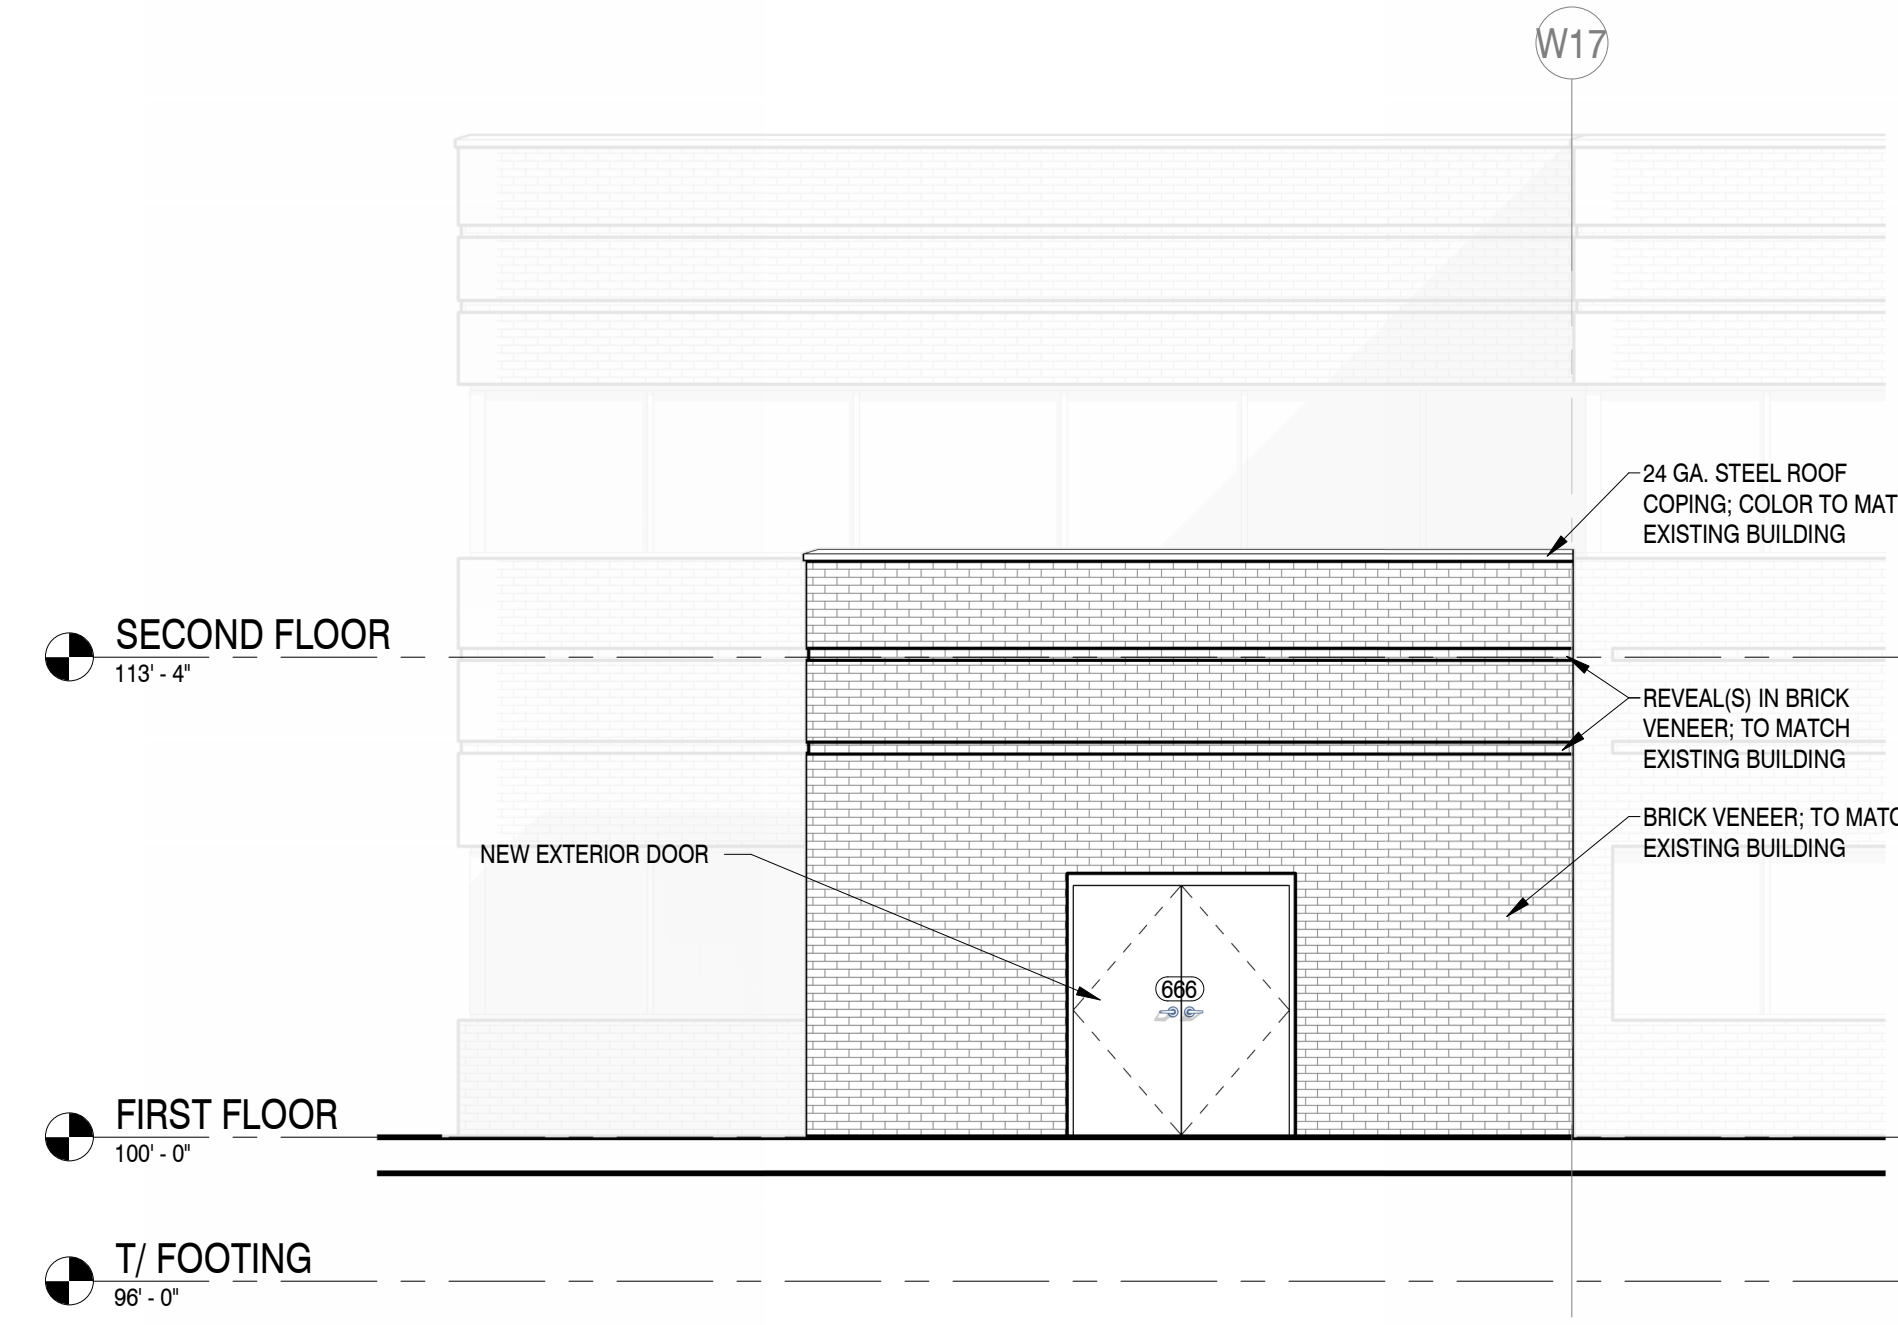 W17
24 GA. STEEL ROOF
COPING; COLOR TO MAT
EXISTING BUILDING
SECOND FLOOR
113' - 4"
REVEAL(S) IN BRICK
VENEER; TO MATCH
EXISTING BUILDING
BRICK VENEER; TO MATC
EXISTING BUILDING
NEW EXTERIOR DOOR
666
FIRST FLOOR
100' - 0"
T/ FOOTING
96' - 0"